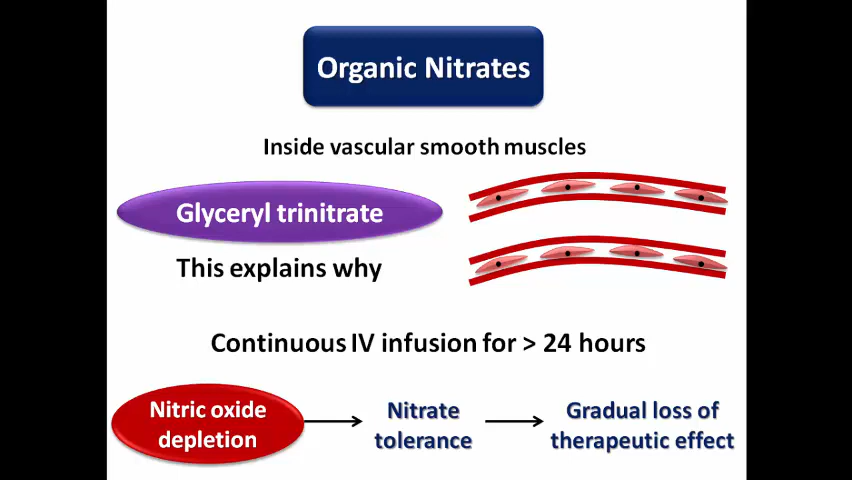 Organic Nitrates
Inside vascular smooth muscles
Glyceryl trinitrate
This explains why
Continuous IV infusion for > 24 hours
Nitric oxide
depletion
Nitrate
tolerance
Gradual loss of
therapeutic effect